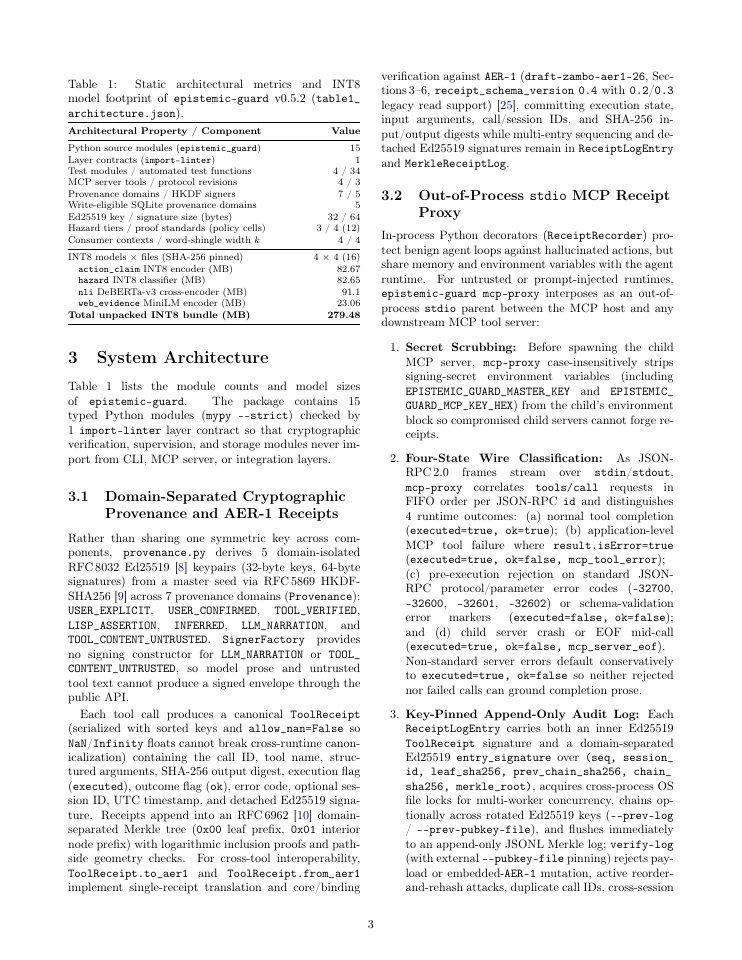 Table 1: Static architectural metrics and INT8
model footprint of epistemic-guard v0.5.2 (table1_
architecture.json).
Architectural Property / Component Value
Python source modules (epistemic_guard) 15
Layer contracts (import-linter) 1
Test modules / automated test functions 4 / 34
MCP server tools / protocol revisions 4 / 3
Provenance domains / HKDF signers 7 / 5
Write-eligible SQLite provenance domains 5
Ed25519 key / signature size (bytes) 32 / 64
Hazard tiers / proof standards (policy cells) 3 / 4 (12)
Consumer contexts / word-shingle width k 4 / 4
INT8 models × files (SHA-256 pinned) 4 × 4 (16)
action_claim INT8 encoder (MB) 82.67
hazard INT8 classifier (MB) 82.65
nli DeBERTa-v3 cross-encoder (MB) 91.1
web_evidence MiniLM encoder (MB) 23.06
Total unpacked INT8 bundle (MB) 279.48
3 System Architecture
Table 1 lists the module counts and model sizes
of epistemic-guard. The package contains 15
typed Python modules (mypy --strict) checked by
1 import-linter layer contract so that cryptographic
verification, supervision, and storage modules never im-
port from CLI, MCP server, or integration layers.
3.1 Domain-Separated Cryptographic
Provenance and AER-1 Receipts
Rather than sharing one symmetric key across com-
ponents, provenance.py derives 5 domain-isolated
RFC 8032 Ed25519 [8] keypairs (32-byte keys, 64-byte
signatures) from a master seed via RFC 5869 HKDF-
SHA256 [9] across 7 provenance domains (Provenance):
USER_EXPLICIT, USER_CONFIRMED, TOOL_VERIFIED,
LISP_ASSERTION, INFERRED, LLM_NARRATION, and
TOOL_CONTENT_UNTRUSTED. SignerFactory provides
no signing constructor for LLM_NARRATION or TOOL_
CONTENT_UNTRUSTED, so model prose and untrusted
tool text cannot produce a signed envelope through the
public API.
Each tool call produces a canonical ToolReceipt
(serialized with sorted keys and allow_nan=False so
NaN/Infinity floats cannot break cross-runtime canon-
icalization) containing the call ID, tool name, struc-
tured arguments, SHA-256 output digest, execution flag
(executed), outcome flag (ok), error code, optional ses-
sion ID, UTC timestamp, and detached Ed25519 signa-
ture. Receipts append into an RFC 6962 [10] domain-
separated Merkle tree (0x00 leaf prefix, 0x01 interior
node prefix) with logarithmic inclusion proofs and path-
side geometry checks. For cross-tool interoperability,
ToolReceipt.to_aer1 and ToolReceipt.from_aer1
implement single-receipt translation and core/binding
verification against AER-1 (draft-zambo-aer1-26, Sec-
tions 3–6, receipt_schema_version 0.4 with 0.2/0.3
legacy read support) [25], committing execution state,
input arguments, call/session IDs, and SHA-256 in-
put/output digests while multi-entry sequencing and de-
tached Ed25519 signatures remain in ReceiptLogEntry
and MerkleReceiptLog.
3.2 Out-of-Process stdio MCP Receipt
Proxy
In-process Python decorators (ReceiptRecorder) pro-
tect benign agent loops against hallucinated actions, but
share memory and environment variables with the agent
runtime. For untrusted or prompt-injected runtimes,
epistemic-guard mcp-proxy interposes as an out-of-
process stdio parent between the MCP host and any
downstream MCP tool server:
1. Secret Scrubbing: Before spawning the child
MCP server, mcp-proxy case-insensitively strips
signing-secret environment variables (including
EPISTEMIC_GUARD_MASTER_KEY and EPISTEMIC_
GUARD_MCP_KEY_HEX) from the child's environment
block so compromised child servers cannot forge re-
ceipts.
2. Four-State Wire Classification: As JSON-
RPC 2.0 frames stream over stdin/stdout,
mcp-proxy correlates tools/call requests in
FIFO order per JSON-RPC id and distinguishes
4 runtime outcomes: (a) normal tool completion
(executed=true, ok=true); (b) application-level
MCP tool failure where result.isError=true
(executed=true, ok=false, mcp_tool_error);
(c) pre-execution rejection on standard JSON-
RPC protocol/parameter error codes (-32700,
-32600, -32601, -32602) or schema-validation
error markers (executed=false, ok=false);
and (d) child server crash or EOF mid-call
(executed=true, ok=false, mcp_server_eof).
Non-standard server errors default conservatively
to executed=true, ok=false so neither rejected
nor failed calls can ground completion prose.
3. Key-Pinned Append-Only Audit Log: Each
ReceiptLogEntry carries both an inner Ed25519
ToolReceipt signature and a domain-separated
Ed25519 entry_signature over (seq, session_
id, leaf_sha256, prev_chain_sha256, chain_
sha256, merkle_root), acquires cross-process OS
file locks for multi-worker concurrency, chains op-
tionally across rotated Ed25519 keys (--prev-log
/ --prev-pubkey-file), and flushes immediately
to an append-only JSONL Merkle log; verify-log
(with external --pubkey-file pinning) rejects pay-
load or embedded-AER-1 mutation, active reorder-
and-rehash attacks, duplicate call IDs, cross-session
3